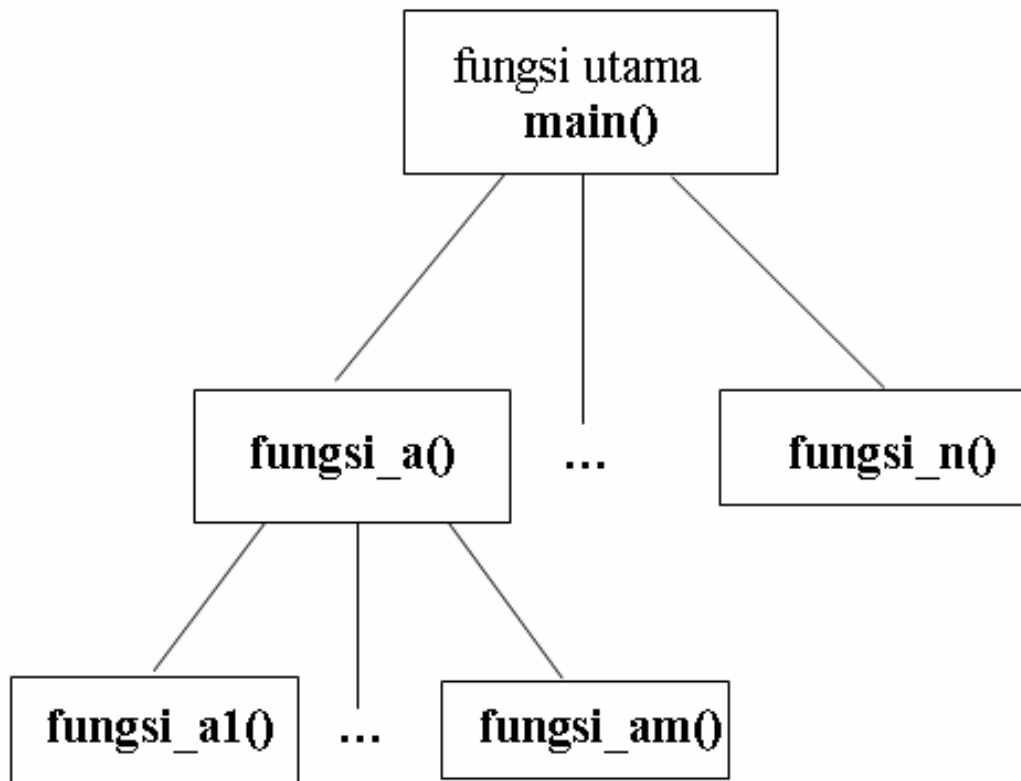 fungsi utama
main()
fungsi_a()
...
fungsi_n()
fungsi_a1()
...
fungsi_am()